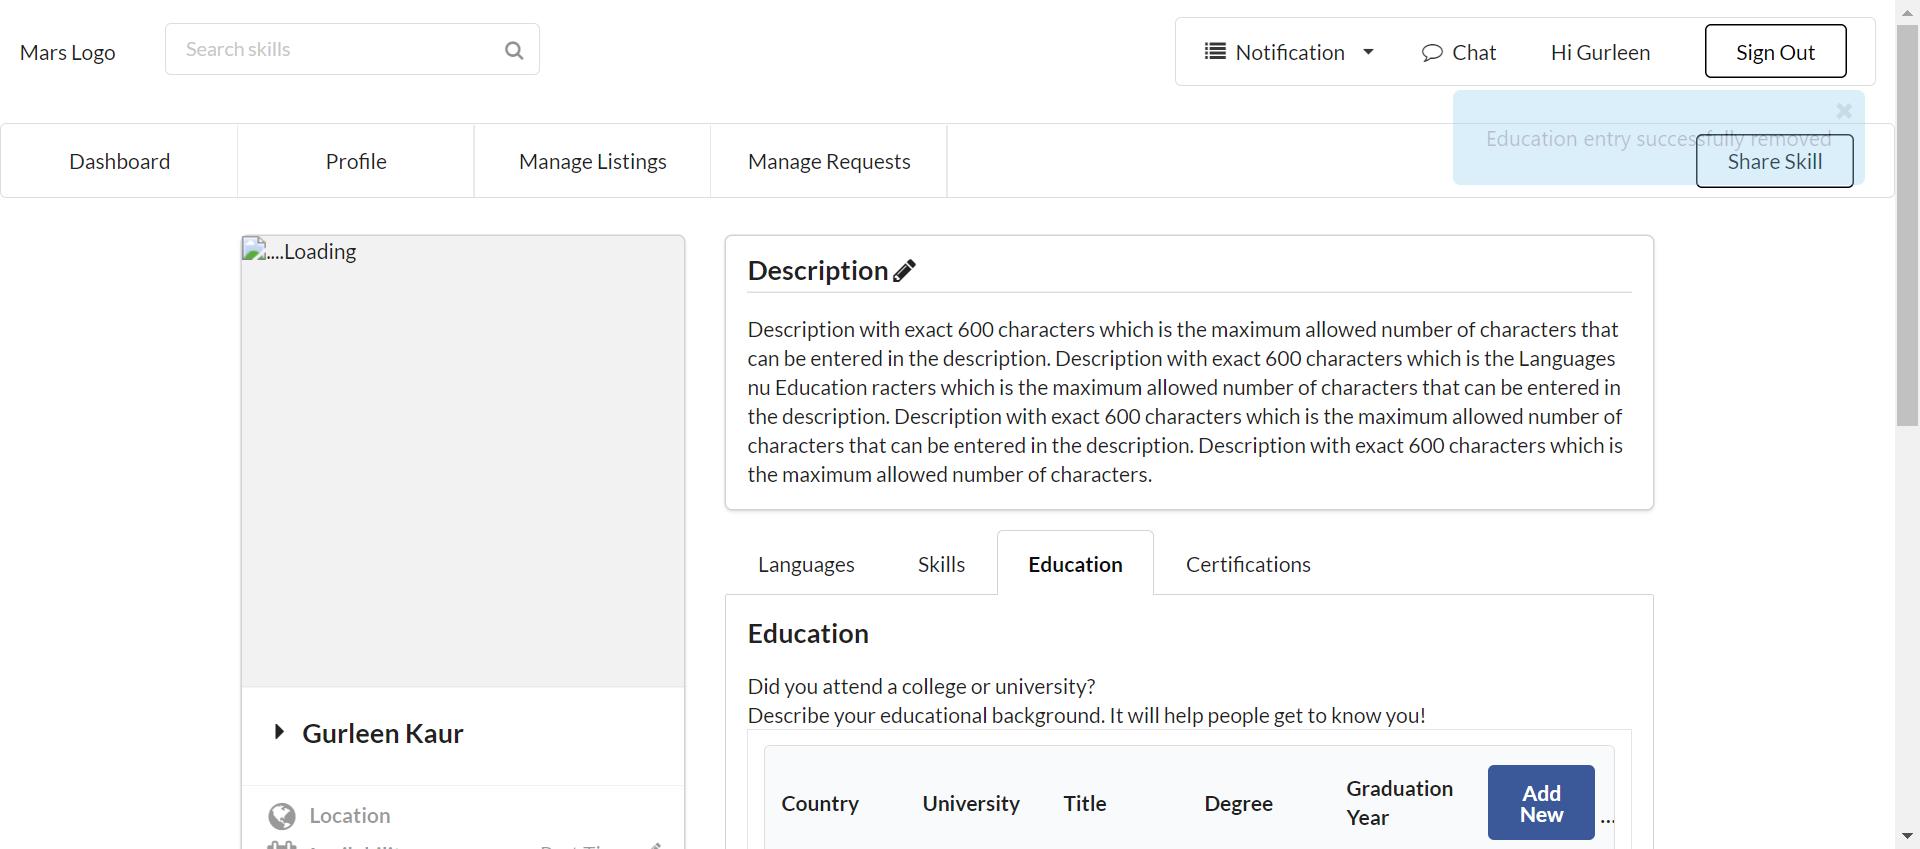 Mars Logo
Search skills
Notification
Chat
Hi Gurleen
Sign Out
Education entry successfully removed
Dashboard
Profile
Manage Listings
Manage Requests
Share Skill
....Loading
Description
Description with exact 600 characters which is the maximum allowed number of characters that
can be entered in the description. Description with exact 600 characters which is the Languages
nu Education racters which is the maximum allowed number of characters that can be entered in
the description. Description with exact 600 characters which is the maximum allowed number of
characters that can be entered in the description. Description with exact 600 characters which is
the maximum allowed number of characters.
Languages
Skills
Education
Certifications
Education
Did you attend a college or university?
Describe your educational background. It will help people get to know you!
Gurleen Kaur
Country
University
Title
Degree
Graduation
Year
Add
New
...
Location